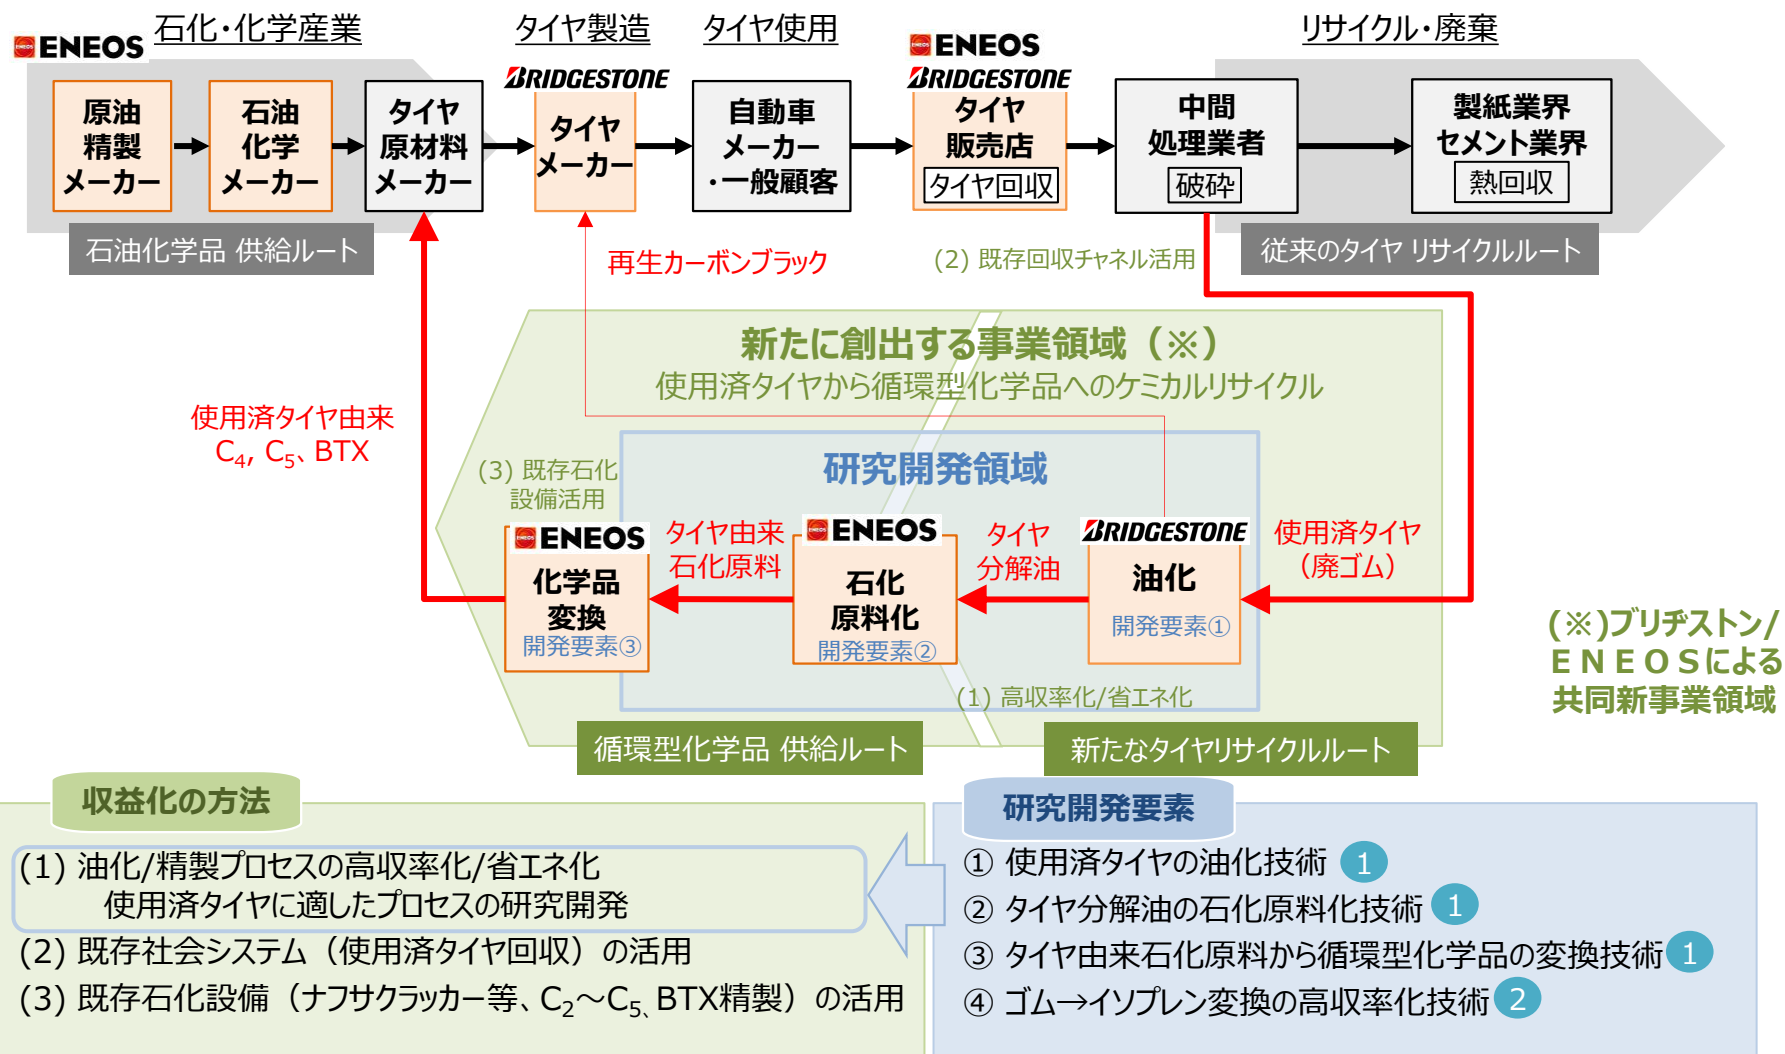 石化・化学産業
タイヤ製造
タイヤ使用
リサイクル・廃棄
ENEOS
ENEOS
BRIDGESTONE
BRIDGESTONE
原油
精製
メーカー
石油
化学
メーカー
タイヤ
原材料
メーカー
タイヤ
メーカー
自動車
メーカー
・一般顧客
タイヤ
販売店
タイヤ回収
中間
処理業者
破砕
製紙業界
セメント業界
熱回収
石油化学品 供給ルート
再生カーボンブラック
(2) 既存回収チャネル活用
従来のタイヤ リサイクルルート
新たに創出する事業領域（※）
使用済タイヤから循環型化学品へのケミカルリサイクル
使用済タイヤ由来
C4, C5、BTX
(3) 既存石化
設備活用
研究開発領域
ENEOS
化学品
変換
開発要素③
タイヤ由来
石化原料
ENEOS
石化
原料化
開発要素②
タイヤ
分解油
BRIDGESTONE
油化
開発要素①
使用済タイヤ
（廃ゴム）
(1) 高収率化/省エネ化
(※)ブリヂストン/
ＥＮＥＯＳによる
共同新事業領域
循環型化学品 供給ルート
新たなタイヤリサイクルルート
収益化の方法
(1) 油化/精製プロセスの高収率化/省エネ化
使用済タイヤに適したプロセスの研究開発
(2) 既存社会システム（使用済タイヤ回収）の活用
(3) 既存石化設備（ナフサクラッカー等、C2～C5、BTX精製）の活用
研究開発要素
① 使用済タイヤの油化技術 1
② タイヤ分解油の石化原料化技術 1
③ タイヤ由来石化原料から循環型化学品の変換技術 1
④ ゴム→イソプレン変換の高収率化技術 2